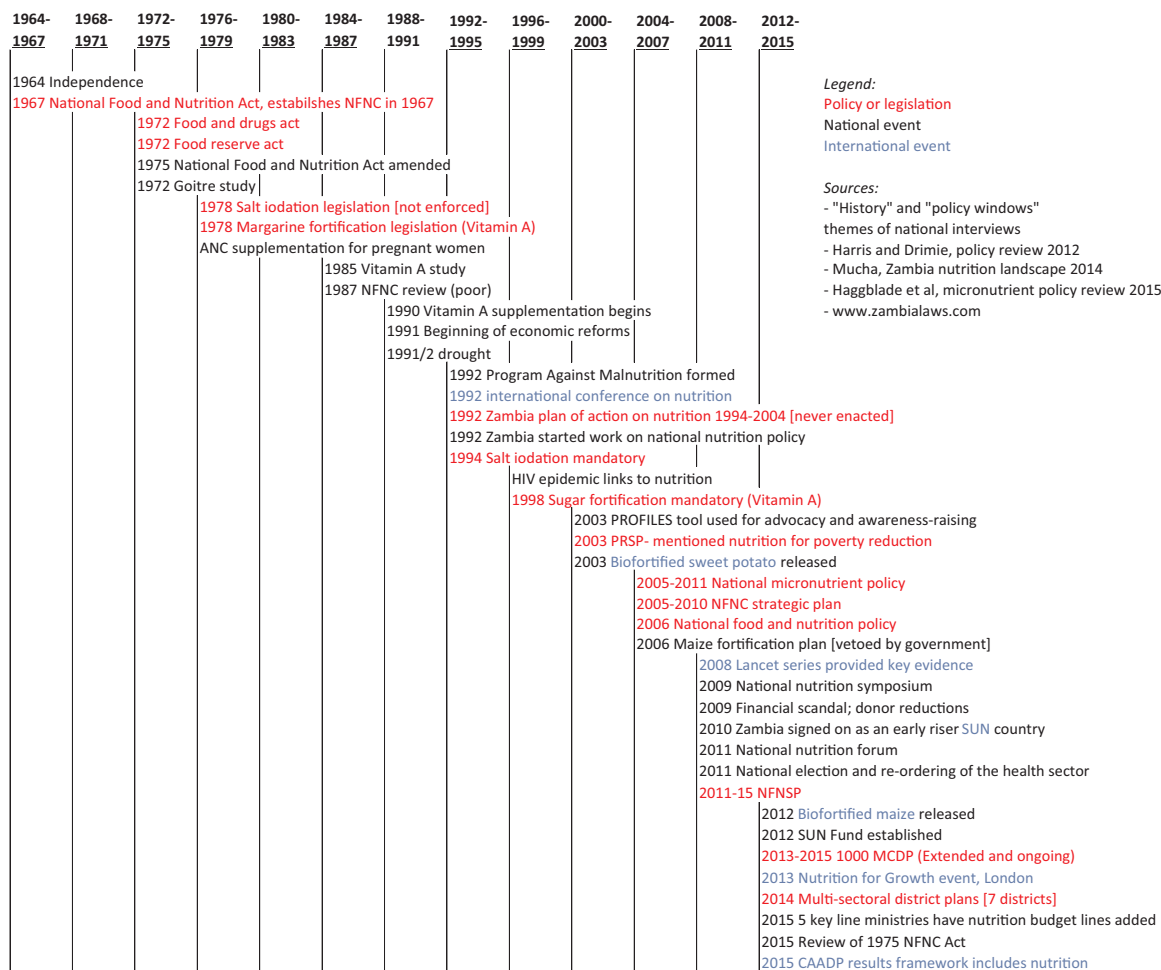 1964- 1968- 1972- 1976- 1980- 1984- 1988- 1992- 1996- 2000- 2004- 2008- 2012-
1967 1971 1975 1979 1983 1987 1991 1995 1999 2003 2007 2011 2015
1964 Independence
1967 National Food and Nutrition Act, estabilshes NFNC in 1967
1972 Food and drugs act
1972 Food reserve act
1975 National Food and Nutrition Act amended
1972 Goitre study
1978 Salt iodation legislation [not enforced]
1978 Margarine fortification legislation (Vitamin A)
ANC supplementation for pregnant women
1985 Vitamin A study
1987 NFNC review (poor)
1990 Vitamin A supplementation begins
1991 Beginning of economic reforms
1991/2 drought
1992 Program Against Malnutrition formed
1992 international conference on nutrition
1992 Zambia plan of action on nutrition 1994-2004 [never enacted]
1992 Zambia started work on national nutrition policy
1994 Salt iodation mandatory
HIV epidemic links to nutrition
1998 Sugar fortification mandatory (Vitamin A)
2003 PROFILES tool used for advocacy and awareness-raising
2003 PRSP- mentioned nutrition for poverty reduction
2003 Biofortified sweet potato released
2005-2011 National micronutrient policy
2005-2010 NFNC strategic plan
2006 National food and nutrition policy
2006 Maize fortification plan [vetoed by government]
2008 Lancet series provided key evidence
2009 National nutrition symposium
2009 Financial scandal; donor reductions
2010 Zambia signed on as an early riser SUN country
2011 National nutrition forum
2011 National election and re-ordering of the health sector
2011-15 NFNSP
2012 Biofortified maize released
2012 SUN Fund established
2013-2015 1000 MCDP (Extended and ongoing)
2013 Nutrition for Growth event, London
2014 Multi-sectoral district plans [7 districts]
2015 5 key line ministries have nutrition budget lines added
2015 Review of 1975 NFNC Act
2015 CAADP results framework includes nutrition
Legend:
Policy or legislation
National event
International event
Sources:
- "History" and "policy windows"
themes of national interviews
- Harris and Drimie, policy review 2012
- Mucha, Zambia nutrition landscape 2014
- Haggblade et al, micronutrient policy review 2015
- www.zambialaws.com